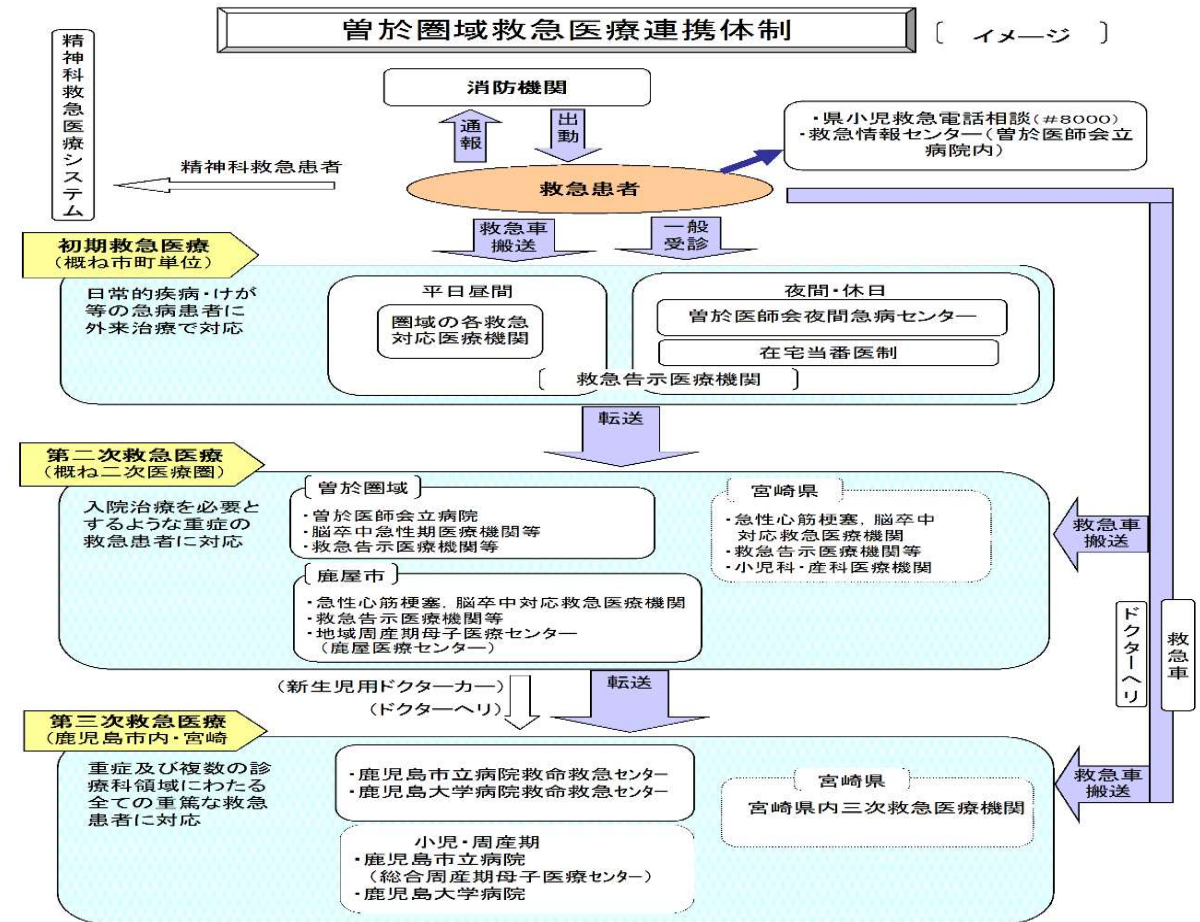 曽於圏域救急医療連携体制
〔 イメージ 〕
精神科救急医療システム
消防機関
通報
出動
・県小児救急電話相談(#8000)
・救急情報センター(曽於医師会立
病院内)
精神科救急患者
救急患者
救急車
搬送
一般
受診
初期救急医療
(概ね市町単位)
日常的疾病・けが
等の急病患者に
外来治療で対応
平日昼間
圏域の各救急
対応医療機関
夜間・休日
曽於医師会夜間急病センター
在宅当番医制
〔 救急告示医療機関 〕
転送
第二次救急医療
(概ね二次医療圏)
入院治療を必要と
するような重症の
救急患者に対応
〔 曽於圏域 〕
・曽於医師会立病院
・脳卒中急性期医療機関等
・救急告示医療機関等
〔 鹿屋市 〕
・急性心筋梗塞，脳卒中対応救急医療機関
・救急告示医療機関等
・地域周産期母子医療センター
(鹿屋医療センター)
宮崎県
・急性心筋梗塞，脳卒中
対応救急医療機関
・救急告示医療機関等
・小児科・産科医療機関
救急車
搬送
ドクターヘリ
救急車
(新生児用ドクターカー)
(ドクターヘリ)
転送
第三次救急医療
(鹿児島市内・宮崎
重症及び複数の診
療科領域にわたる
全ての重篤な救急
患者に対応
・鹿児島市立病院救命救急センター
・鹿児島大学病院救命救急センター
小児・周産期
・鹿児島市立病院
(総合周産期母子医療センター)
・鹿児島大学病院
宮崎県
宮崎県内三次救急医療機関
救急車
搬送